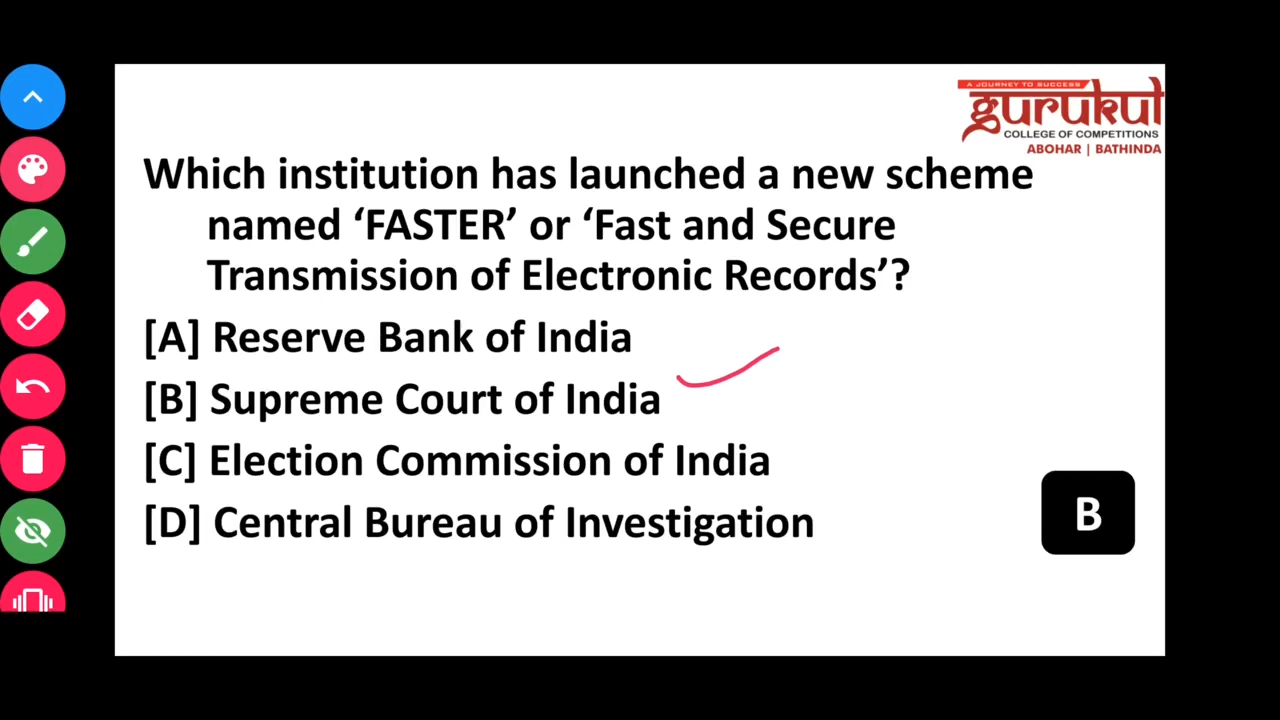 A JOURNEY TO SUCCESS
gurukul
COLLEGE OF COMPETITIONS
ABOHAR | BATHINDA
Which institution has launched a new scheme
named ‘FASTER’ or ‘Fast and Secure
Transmission of Electronic Records’?
[A] Reserve Bank of India
[B] Supreme Court of India
[C] Election Commission of India
[D] Central Bureau of Investigation
B